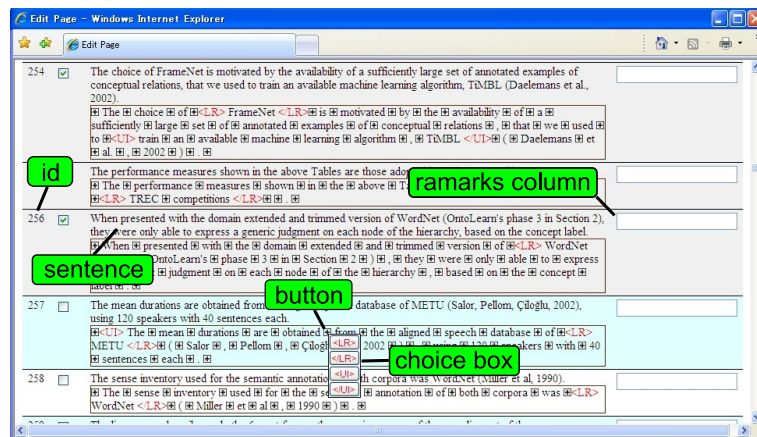 Edit Page - Windows Internet Explorer
Edit Page
254 The choice of FrameNet is motivated by the availability of a sufficiently large set of annotated examples of
conceptual relations, that we used to train an available machine learning algorithm, TiMBL (Daelemans et al.,
2002).
The choice of <LR> FrameNet </LR> is motivated by the availability of a
sufficiently large set of annotated examples of conceptual relations , that we used
to <UI> train an available machine learning algorithm , TiMBL </UI> ( Daelemans et
al. , 2002 ) .
id
The performance measures shown in the above Tables are those
The performance measures shown in the above
<LR> TREC competitions </LR> .
ramarks column
256 When presented with the domain extended and trimmed version of WordNet (OntoLearn's phase 3 in Section 2),
they were only able to express a generic judgment on each node of the hierarchy, based on the concept label.
When presented with the domain extended and trimmed version of <LR> WordNet
OntoLearn's phase 3 in Section 2 ) , they were only able to express
judgment on each node of the hierarchy , based on the concept
label .
sentence
button
257 The mean durations are obtained from database of METU (Salor, Pellom, Çiloğlu, 2002),
using 120 speakers with 40 sentences each.
<UI> The mean durations are obtained from the aligned speech database of <LR>
METU </LR> ( Salor , Pellom , 2002 ) , using 120 speakers with 40
sentences each .
<LR>
</LR>
<UI>
</UI>
choice box
258 The sense inventory used for the semantic annotation of both corpora was WordNet (Miller et al, 1990).
The sense inventory used for the annotation of both corpora was <LR>
WordNet </LR> ( Miller et al , 1990 ) .